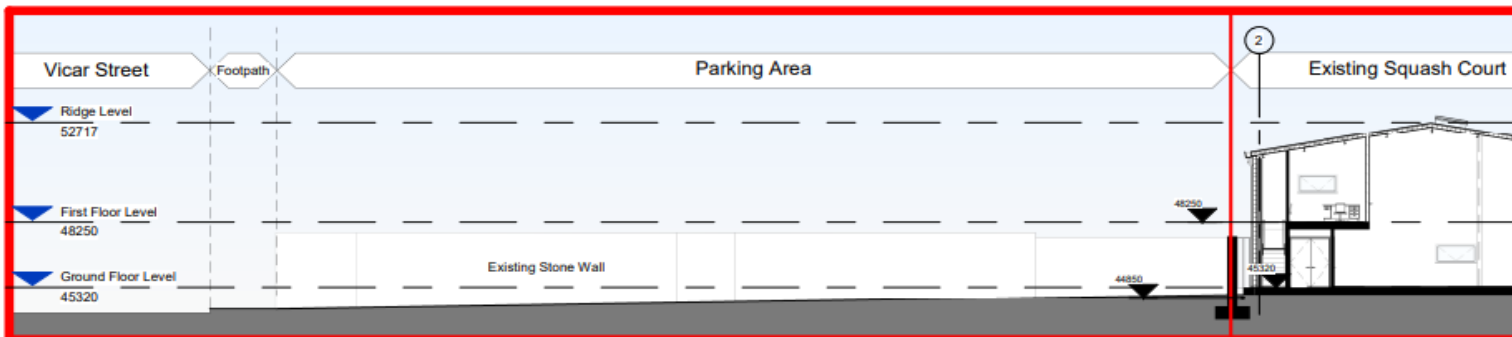 2
Vicar Street
Footpath
Parking Area
Existing Squash Court
Ridge Level
52717
First Floor Level
48250
48250
Ground Floor Level
45320
Existing Stone Wall
44850
45320